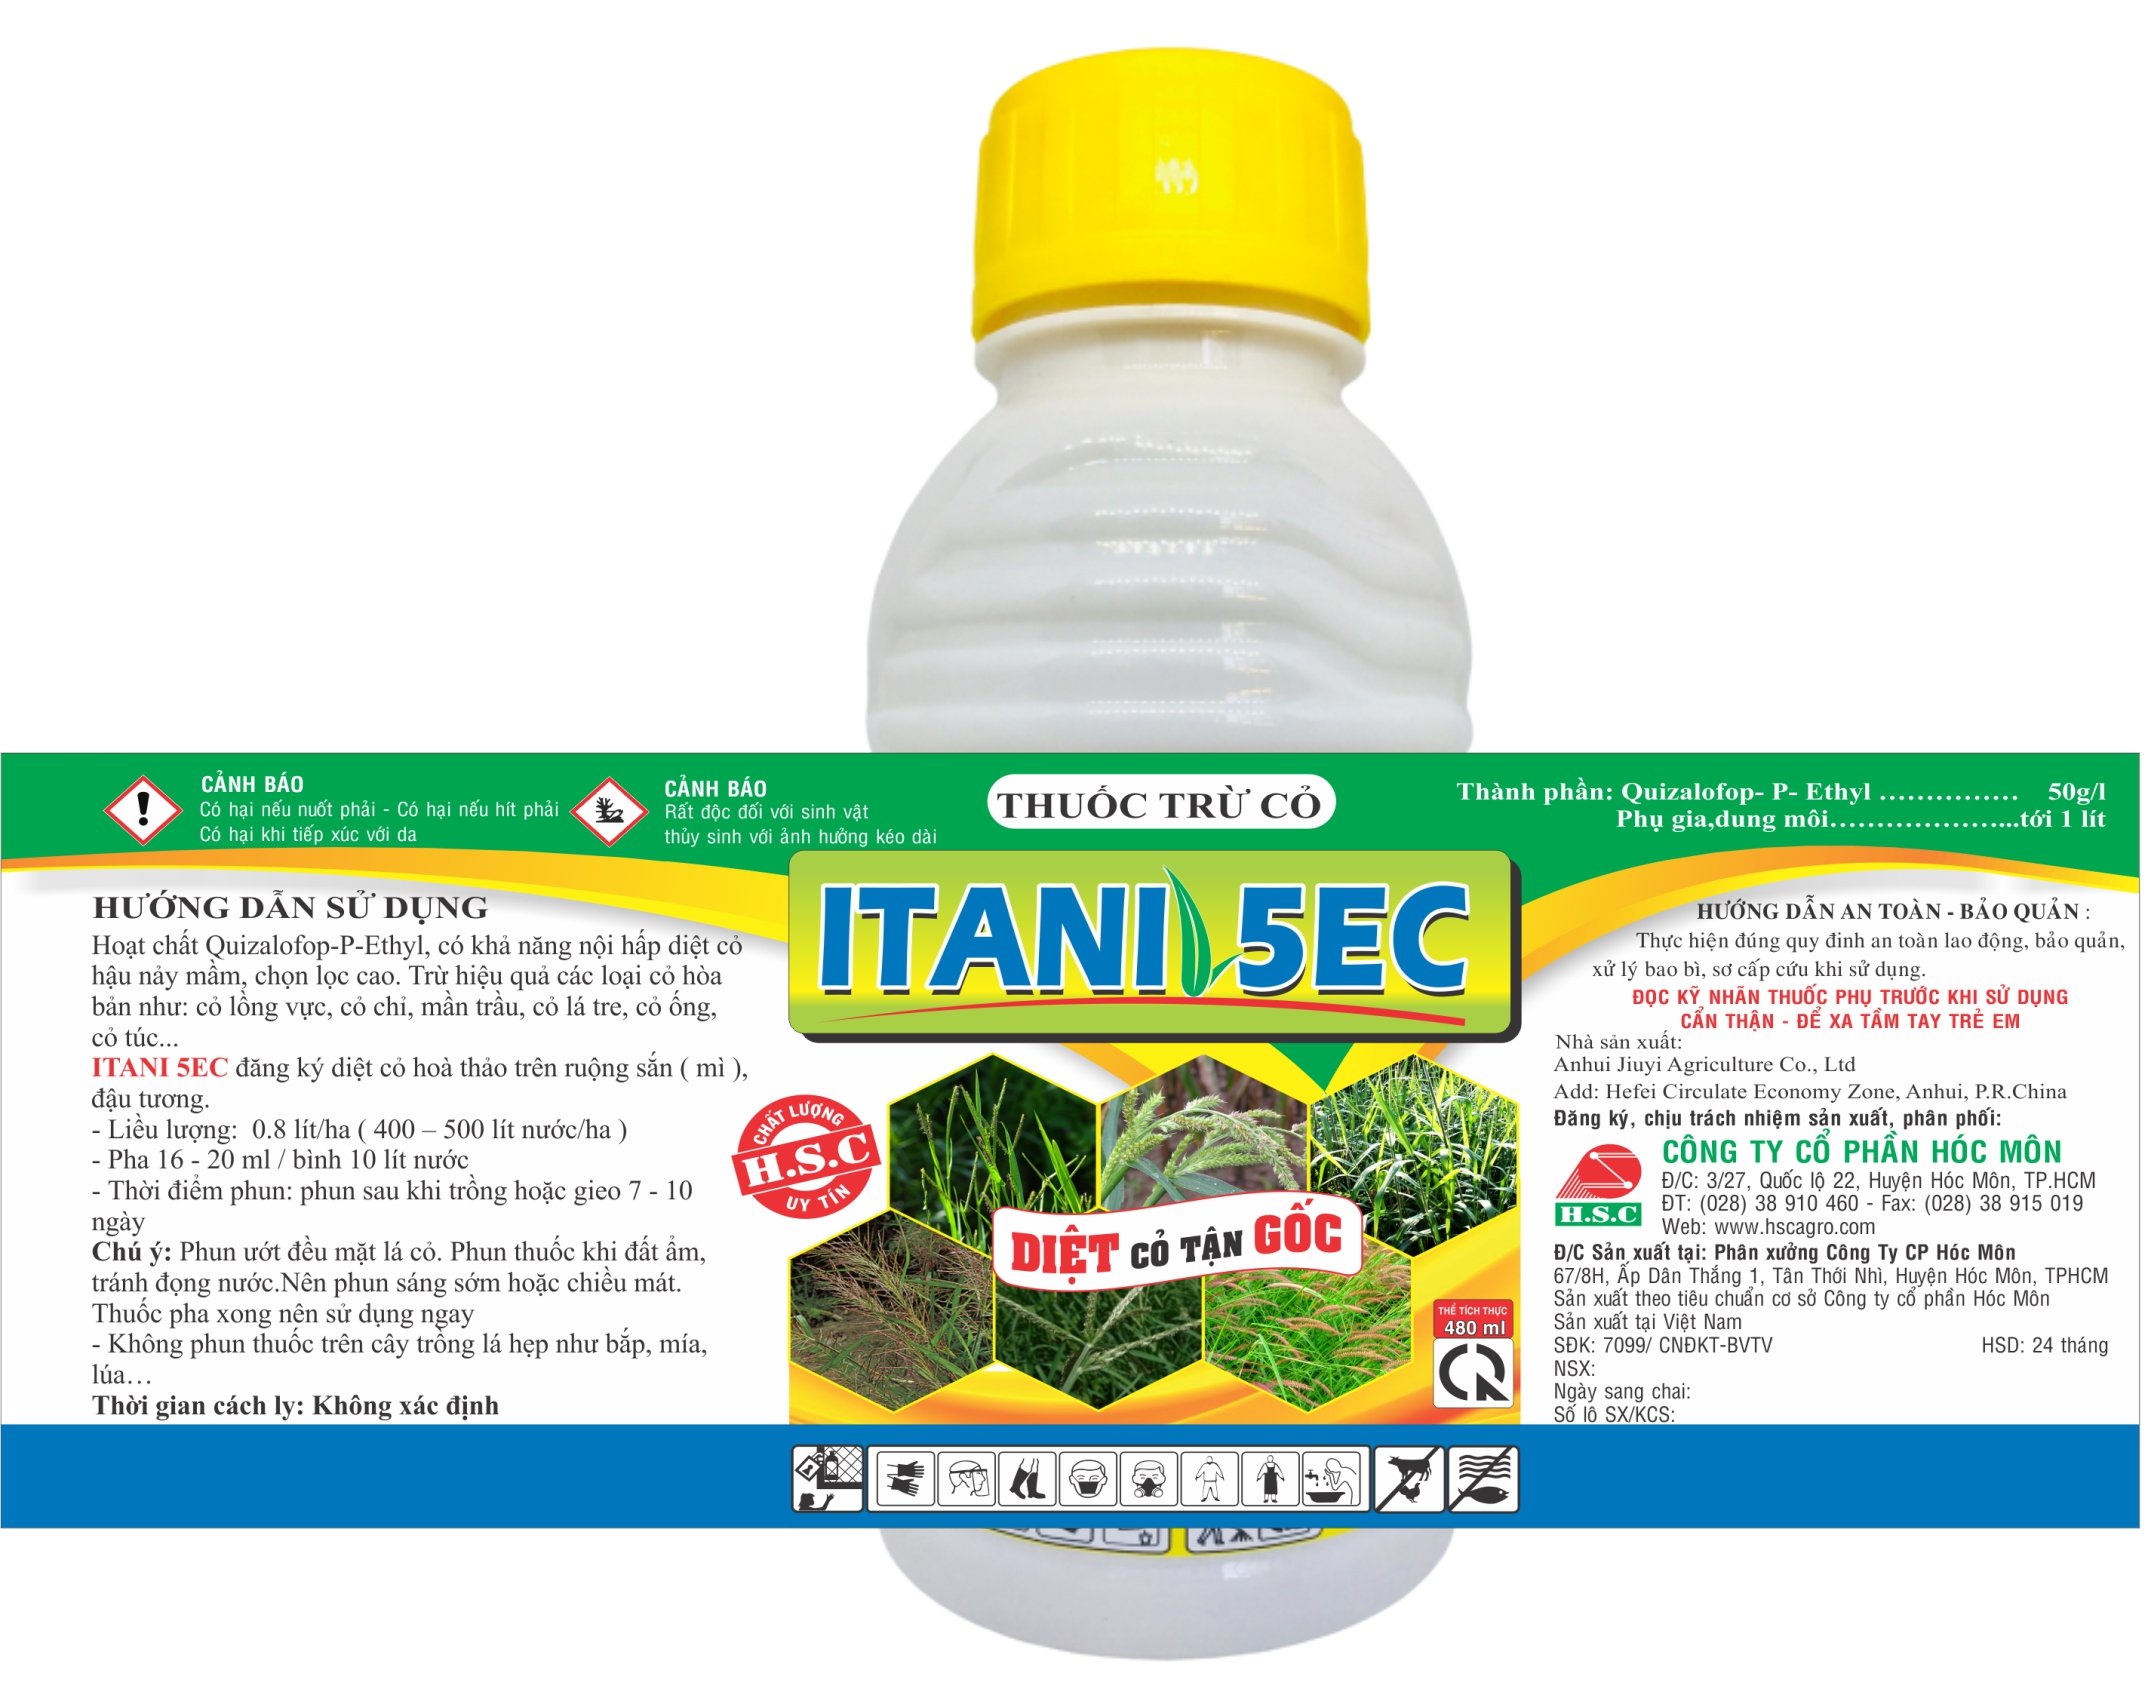 CẢNH BÁO
Có hại nếu nuốt phải - Có hại nếu hít phải
Có hại khi tiếp xúc với da
CẢNH BÁO
Rất độc đối với sinh vật
thủy sinh với ảnh hưởng kéo dài
HƯỚNG DẪN SỬ DỤNG
Hoạt chất Quizalofop-P-Ethyl, có khả năng nội hấp diệt cỏ
hậu nảy mầm, chọn lọc cao. Trừ hiệu quả các loại cỏ hòa
bản như: cỏ lồng vực, cỏ chỉ, mần trầu, cỏ lá tre, cỏ ống,
cỏ túc...
ITANI 5EC đăng ký diệt cỏ hoà thảo trên ruộng sắn ( mì ),
đậu tương.
- Liều lượng: 0.8 lít/ha ( 400 – 500 lít nước/ha )
- Pha 16 - 20 ml / bình 10 lít nước
- Thời điểm phun: phun sau khi trồng hoặc gieo 7 - 10
ngày
Chú ý: Phun ướt đều mặt lá cỏ. Phun thuốc khi đất ẩm,
tránh đọng nước.Nên phun sáng sớm hoặc chiều mát.
Thuốc pha xong nên sử dụng ngay
- Không phun thuốc trên cây trồng lá hẹp như bắp, mía,
lúa…
Thời gian cách ly: Không xác định
THUỐC TRỪ CỎ
ITANI 5EC
CHẤT LƯỢNG
H.S.C
UY TÍN
DIỆT CỎ TẬN GỐC
THỂ TÍCH THỰC
480 ml
CR
Thành phần: Quizalofop- P- Ethyl …………… 50g/l
Phụ gia,dung môi………………...tới 1 lít
HƯỚNG DẪN AN TOÀN - BẢO QUẢN :
Thực hiện đúng quy đinh an toàn lao động, bảo quản,
xử lý bao bì, sơ cấp cứu khi sử dụng.
ĐỌC KỸ NHÃN THUỐC PHỤ TRƯỚC KHI SỬ DỤNG
CẨN THẬN - ĐỂ XA TẦM TAY TRẺ EM
Nhà sản xuất:
Anhui Jiuyi Agriculture Co., Ltd
Add: Hefei Circulate Economy Zone, Anhui, P.R.China
Đăng ký, chịu trách nhiệm sản xuất, phân phối:
CÔNG TY CỔ PHẦN HÓC MÔN
Đ/C: 3/27, Quốc lộ 22, Huyện Hóc Môn, TP.HCM
ĐT: (028) 38 910 460 - Fax: (028) 38 915 019
H.S.C
Web: www.hscagro.com
Đ/C Sản xuất tại: Phân xưởng Công Ty CP Hóc Môn
67/8H, Ấp Dân Thắng 1, Tân Thới Nhì, Huyện Hóc Môn, TPHCM
Sản xuất theo tiêu chuẩn cơ sở Công ty cổ phần Hóc Môn
Sản xuất tại Việt Nam
SĐK: 7099/ CNĐKT-BVTV HSD: 24 tháng
NSX:
Ngày sang chai:
Số lô SX/KCS: